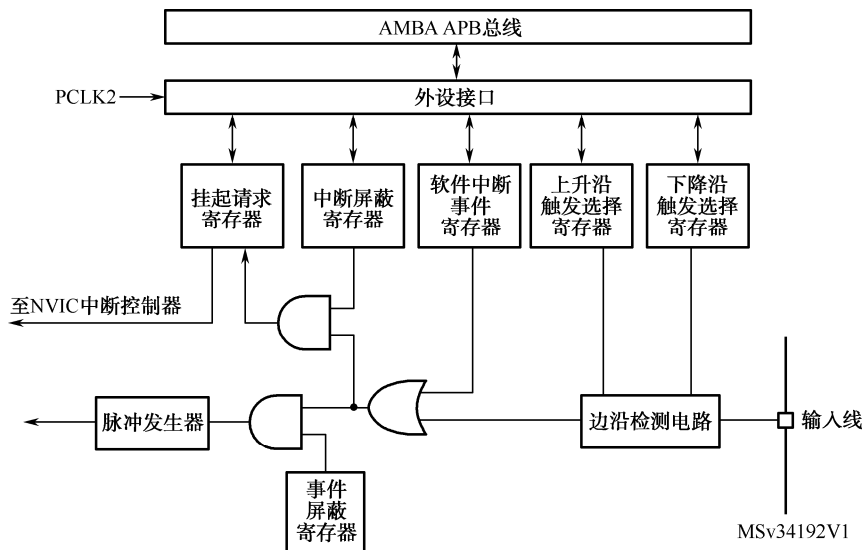 AMBA APB总线
PCLK2
外设接口
挂起请求
寄存器
中断屏蔽
寄存器
软件中断
事件
寄存器
上升沿
触发选择
寄存器
下降沿
触发选择
寄存器
至NVIC中断控制器
脉冲发生器
边沿检测电路
输入线
事件
屏蔽
寄存器
MSv34192V1